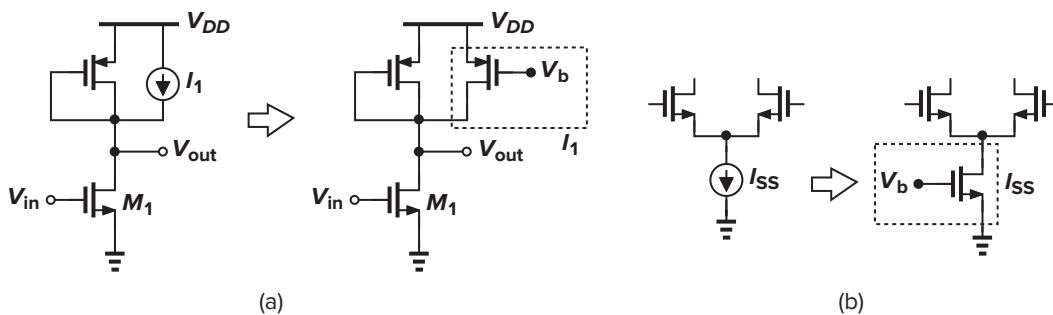 V_DD
I_1
V_out
V_in
M_1
V_DD
V_b
I_1
V_out
V_in
M_1
(a)
I_SS
V_b
I_SS
(b)